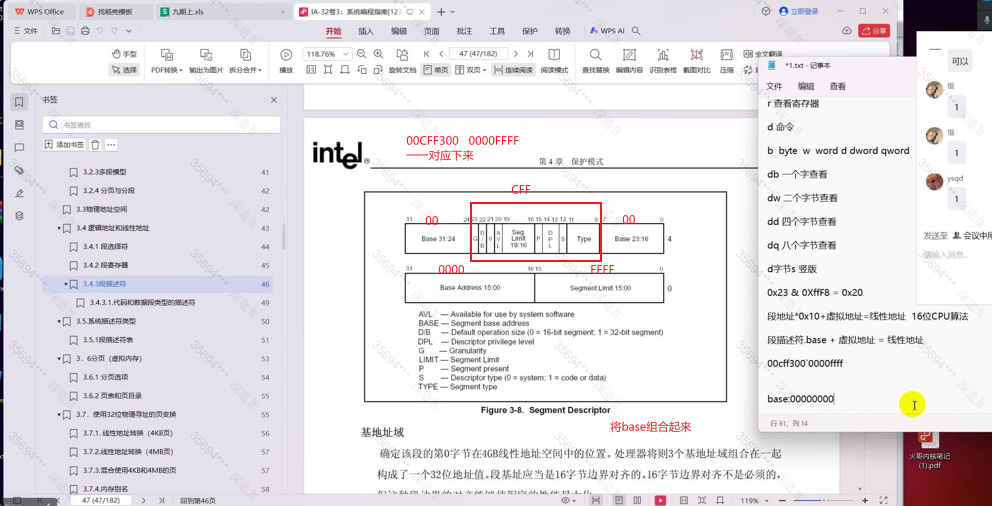 WPS Office
找稻壳模板
九期上.xls
IA-32卷3：系统编程指南[123-
立即登录
文件
开始
插入
编辑
页面
批注
工具
保护
转换
WPS AI
分享
手型
选择
PDF转换
输出为图片
拆分合并
播放
118.76%
47 (47/182)
旋转文档
单页
双页
连续阅读
阅读模式
查找替换
编辑内容
识别表格
截图对比
压缩
全文翻译
书签
书签查找
添加书签
3.2.3多段模型 41
3.2.4 分页与分段 42
3.3物理地址空间 42
3.4 逻辑地址和线性地址 43
3.4.1 段选择符 44
3.4.2 段寄存器 45
3.4.3段描述符 46
3.4.3.1.代码和数据段类型的描述符 48
3.5.系统描述符类型 50
3.5.1段描述符表 51
3．6分页（虚拟内存） 53
3.6.1 分页选项 54
3.6.2 页表和页目录 55
3.7．使用32位物理寻址的页变换 55
3.7.1. 线性地址转换（4KB页） 56
3.7.2.线性地址转换（4MB页） 57
3.7.3.混合使用4KB和4MB的页 57
3.7.4.内存别名 58
intel®
00CFF300 0000FFFF
一一对应下来
第 4 章 保护模式
CFF
00
00
31 24 23 22 21 20 19 16 15 14 13 12 11 8 7 0
Base 31:24
G
D/B
0
AVL
Seg. Limit 19:16
P
DPL
S
Type
Base 23:16
4
0000
FFFF
31 16 15 0
Base Address 15:00
Segment Limit 15:00
0
AVL — Available for use by system software
BASE — Segment base address
D/B — Default operation size (0 = 16-bit segment; 1 = 32-bit segment)
DPL — Descriptor privilege level
G — Granularity
LIMIT — Segment Limit
P — Segment present
S — Descriptor type (0 = system; 1 = code or data)
TYPE — Segment type
Figure 3-8. Segment Descriptor
将base组合起来
基地址域
确定该段的第0字节在4GB线性地址空间中的位置。处理器将则3个基地址域组合在一起
构成了一个32位地址值。段基址应当是16字节边界对齐的。16字节边界对齐不是必须的，
47 (47/182)
回到第46页
119%
*1.txt - 记事本
文件
编辑
查看
r 查看寄存器
d 命令
b byte w word d dword qword
db 一个字查看
dw 二个字节查看
dd 四个字节查看
dq 八个字节查看
d字节s 竖版
0x23 & 0XffF8 = 0x20
段地址*0x10+虚拟地址=线性地址 16位CPU算法
段描述符.base + 虚拟地址 = 线性地址
00cff300`0000ffff
base:00000000
行 61，列 14
可以
恒
1
恒
1
ysqd
1
发送至
会议中所
请输入消息...
火哥内核笔记
(1).pdf